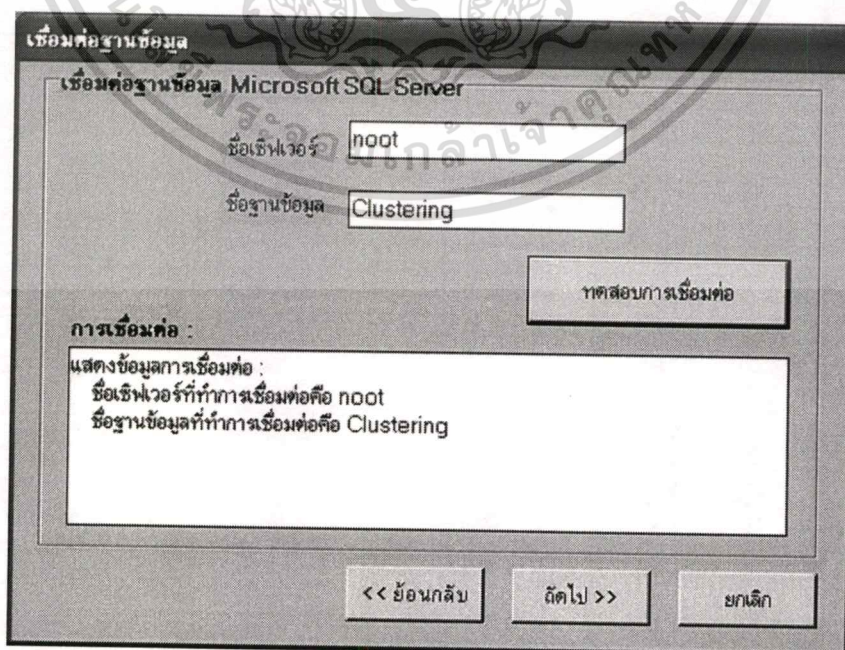 เชื่อมต่อฐานข้อมูล
เชื่อมต่อฐานข้อมูล Microsoft SQL Server
ชื่อเซิฟเวอร์ noot
ชื่อฐานข้อมูล Clustering
ทดสอบการเชื่อมต่อ
การเชื่อมต่อ :
แสดงข้อมูลการเชื่อมต่อ :
ชื่อเซิฟเวอร์ที่ทำการเชื่อมต่อคือ noot
ชื่อฐานข้อมูลที่ทำการเชื่อมต่อคือ Clustering
<< ย้อนกลับ
ถัดไป >>
ยกเลิก